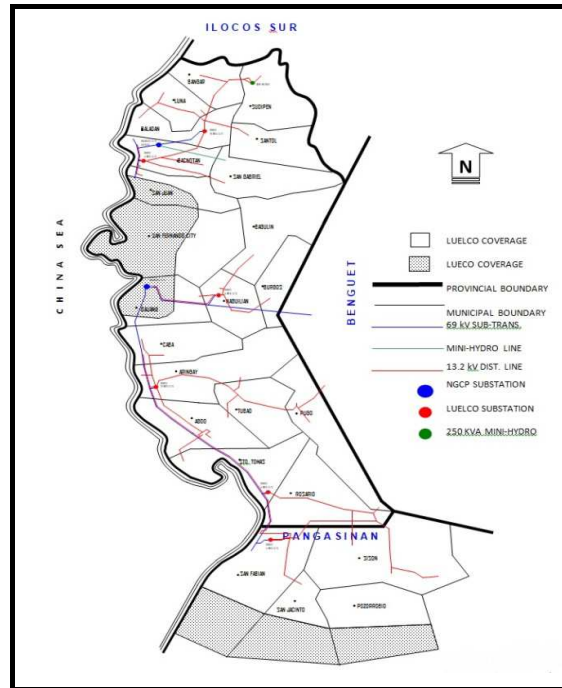 ILOCOS SUR
BANGAR
LUNA
SUDIPEN
BALAOAN
SANTOL
BACNOTAN
SAN GABRIEL
SAN JUAN
N
CHINA SEA
SAN FERNANDO CITY
BAGULIN
LUELCO COVERAGE
LUECO COVERAGE
PROVINCIAL BOUNDARY
BENGUET
BURGOS
NAGUILIAN
BAUANG
MUNICIPAL BOUNDARY
69 kV SUB-TRANS.
CABA
MINI-HYDRO LINE
ARINGAY
13.2 kV DIST. LINE
NGCP SUBSTATION
TUBAO
PUGO
AGOO
LUELCO SUBSTATION
250 KVA MINI-HYDRO
STO. TOMAS
ROSARIO
PANGASINAN
SISON
SAN FABIAN
SAN JACINTO
POZORROBIO